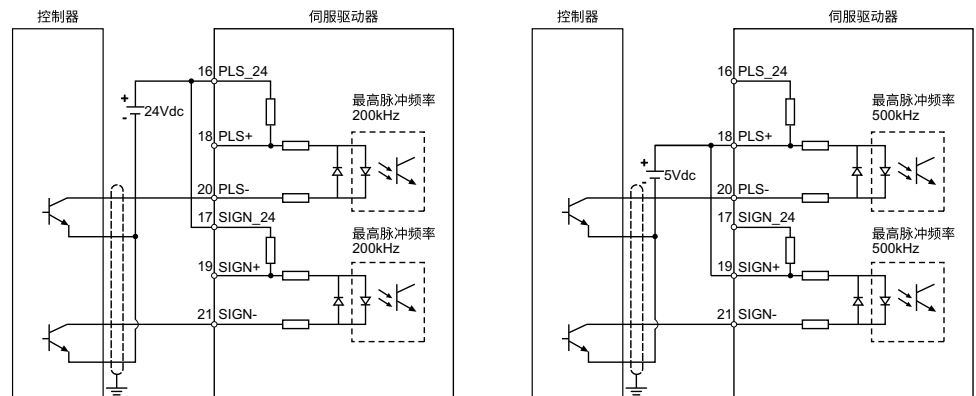 控制器
伺服驱动器
16 PLS_24
+
24Vdc
-
最高脉冲频率
200kHz
18 PLS+
20 PLS-
17 SIGN_24
最高脉冲频率
200kHz
19 SIGN+
21 SIGN-
控制器
伺服驱动器
16 PLS_24
最高脉冲频率
500kHz
18 PLS+
+
5Vdc
-
20 PLS-
17 SIGN_24
最高脉冲频率
500kHz
19 SIGN+
21 SIGN-